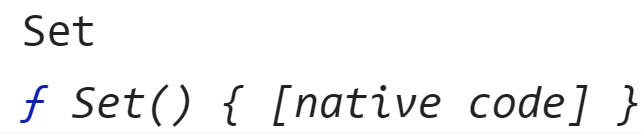 Set
ƒ Set() { [native code] }